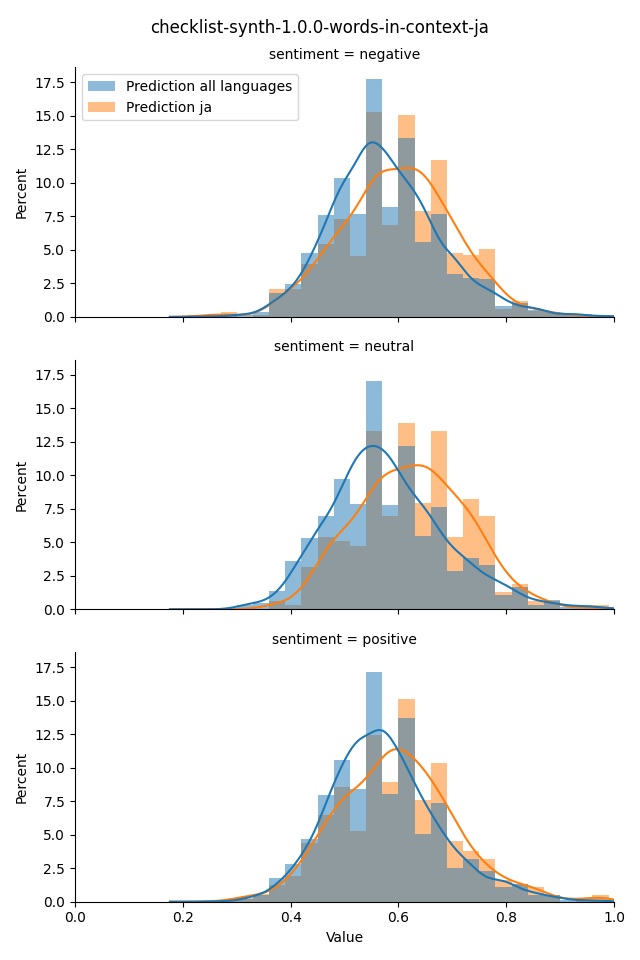 checklist-synth-1.0.0-words-in-context-ja
sentiment = negative
Prediction all languages
Prediction ja
17.5
15.0
12.5
10.0
7.5
5.0
2.5
0.0
Percent
sentiment = neutral
17.5
15.0
12.5
10.0
7.5
5.0
2.5
0.0
Percent
sentiment = positive
17.5
15.0
12.5
10.0
7.5
5.0
2.5
0.0
Percent
0.0 0.2 0.4 0.6 0.8 1.0
Value